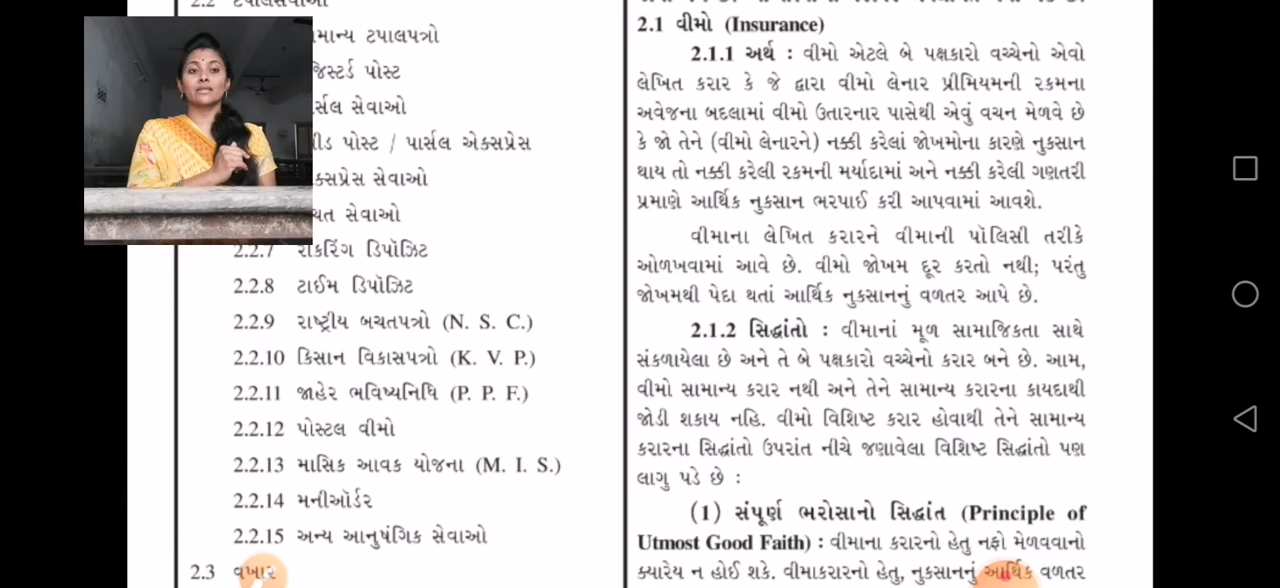 2.2 ટપાલસેવાઓ
માન્ય ટપાલપત્રો
જિસ્ટર્ડ પોસ્ટ
ર્સલ સેવાઓ
ીડ પોસ્ટ / પાર્સલ એક્સપ્રેસ
ક્સપ્રેસ સેવાઓ
ચત સેવાઓ
2.2.7 રીકરિંગ ડિપૉઝિટ
2.2.8 ટાઈમ ડિપૉઝિટ
2.2.9 રાષ્ટ્રીય બચતપત્રો (N. S. C.)
2.2.10 કિસાન વિકાસપત્રો (K. V. P.)
2.2.11 જાહેર ભવિષ્યનિધિ (P. P. F.)
2.2.12 પોસ્ટલ વીમો
2.2.13 માસિક આવક યોજના (M. I. S.)
2.2.14 મનીઑર્ડર
2.2.15 અન્ય આનુષંગિક સેવાઓ
2.3 વખાર
2.1 વીમો (Insurance)
2.1.1 અર્થ : વીમો એટલે બે પક્ષકારો વચ્ચેનો એવો
લેખિત કરાર કે જે દ્વારા વીમો લેનાર પ્રીમિયમની રકમના
અવેજના બદલામાં વીમો ઉતારનાર પાસેથી એવું વચન મેળવે છે
કે જો તેને (વીમો લેનારને) નક્કી કરેલાં જોખમોના કારણે નુકસાન
થાય તો નક્કી કરેલી રકમની મર્યાદામાં અને નક્કી કરેલી ગણતરી
પ્રમાણે આર્થિક નુકસાન ભરપાઈ કરી આપવામાં આવશે.
વીમાના લેખિત કરારને વીમાની પૉલિસી તરીકે
ઓળખવામાં આવે છે. વીમો જોખમ દૂર કરતો નથી; પરંતુ
જોખમથી પેદા થતાં આર્થિક નુકસાનનું વળતર આપે છે.
2.1.2 સિદ્ધાંતો : વીમાનાં મૂળ સામાજિકતા સાથે
સંકળાયેલા છે અને તે બે પક્ષકારો વચ્ચેનો કરાર બને છે. આમ,
વીમો સામાન્ય કરાર નથી અને તેને સામાન્ય કરારના કાયદાથી
જોડી શકાય નહિ. વીમો વિશિષ્ટ કરાર હોવાથી તેને સામાન્ય
કરારના સિદ્ધાંતો ઉપરાંત નીચે જણાવેલા વિશિષ્ટ સિદ્ધાંતો પણ
લાગુ પડે છે :
(1) સંપૂર્ણ ભરોસાનો સિદ્ધાંત (Principle of
Utmost Good Faith) : વીમાના કરારનો હેતુ નફો મેળવવાનો
ક્યારેય ન હોઈ શકે. વીમાકરારનો હેતુ, નુકસાનનું આર્થિક વળતર